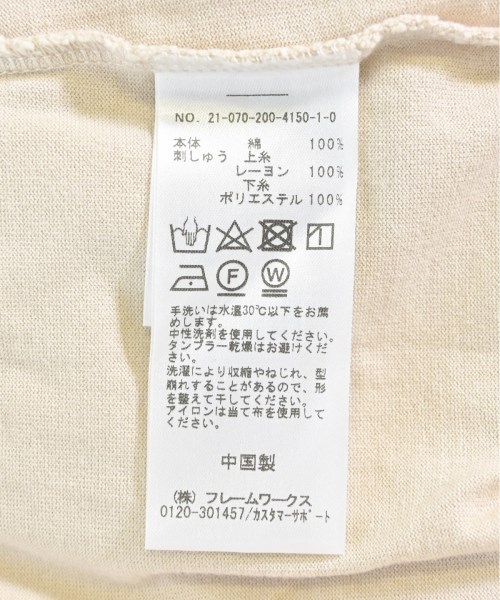 NO. 21-070-200-4150-1-0
本体 綿 100%
刺しゅう 上糸
レーヨン 100%
下糸
ポリエステル 100%
F W
手洗いは水温30℃以下をお薦
めします。
中性洗剤を使用してください。
タンブラー乾燥はお避けくだ
さい。
洗濯により収縮やねじれ、型
崩れすることがあるので、形
を整えて干してください。
アイロンは当て布を使用して
ください。
中国製
(株) フレームワークス
0120-301457/カスタマーサポート